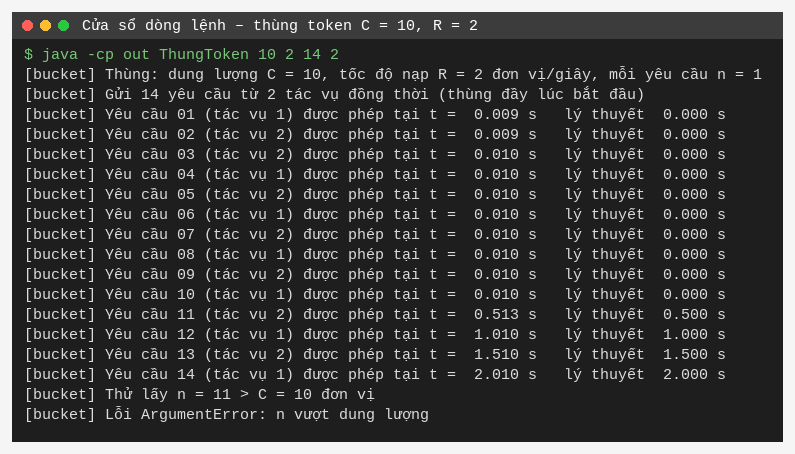 Cửa sổ dòng lệnh – thùng token C = 10, R = 2
$ java -cp out ThungToken 10 2 14 2
[bucket] Thùng: dung lượng C = 10, tốc độ nạp R = 2 đơn vị/giây, mỗi yêu cầu n = 1
[bucket] Gửi 14 yêu cầu từ 2 tác vụ đồng thời (thùng đầy lúc bắt đầu)
[bucket] Yêu cầu 01 (tác vụ 1) được phép tại t =  0.009 s   lý thuyết  0.000 s
[bucket] Yêu cầu 02 (tác vụ 2) được phép tại t =  0.009 s   lý thuyết  0.000 s
[bucket] Yêu cầu 03 (tác vụ 2) được phép tại t =  0.010 s   lý thuyết  0.000 s
[bucket] Yêu cầu 04 (tác vụ 1) được phép tại t =  0.010 s   lý thuyết  0.000 s
[bucket] Yêu cầu 05 (tác vụ 2) được phép tại t =  0.010 s   lý thuyết  0.000 s
[bucket] Yêu cầu 06 (tác vụ 1) được phép tại t =  0.010 s   lý thuyết  0.000 s
[bucket] Yêu cầu 07 (tác vụ 2) được phép tại t =  0.010 s   lý thuyết  0.000 s
[bucket] Yêu cầu 08 (tác vụ 1) được phép tại t =  0.010 s   lý thuyết  0.000 s
[bucket] Yêu cầu 09 (tác vụ 2) được phép tại t =  0.010 s   lý thuyết  0.000 s
[bucket] Yêu cầu 10 (tác vụ 1) được phép tại t =  0.010 s   lý thuyết  0.000 s
[bucket] Yêu cầu 11 (tác vụ 2) được phép tại t =  0.513 s   lý thuyết  0.500 s
[bucket] Yêu cầu 12 (tác vụ 1) được phép tại t =  1.010 s   lý thuyết  1.000 s
[bucket] Yêu cầu 13 (tác vụ 2) được phép tại t =  1.510 s   lý thuyết  1.500 s
[bucket] Yêu cầu 14 (tác vụ 1) được phép tại t =  2.010 s   lý thuyết  2.000 s
[bucket] Thử lấy n = 11 > C = 10 đơn vị
[bucket] Lỗi ArgumentError: n vượt dung lượng